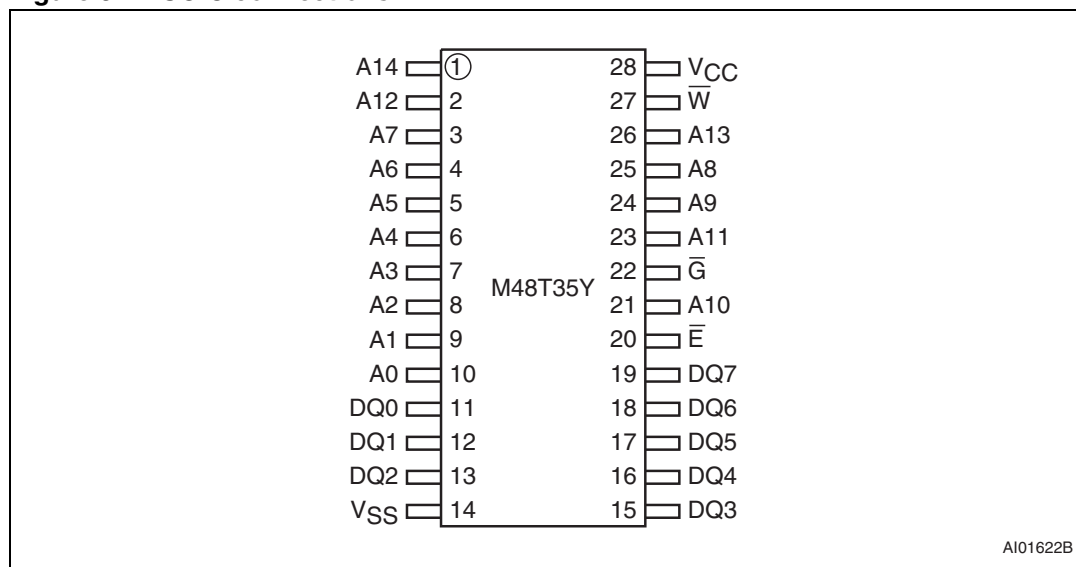 A14 1 28 VCC
A12 2 27 W̅
A7 3 26 A13
A6 4 25 A8
A5 5 24 A9
A4 6 23 A11
A3 7 22 G̅
M48T35Y
A2 8 21 A10
A1 9 20 E̅
A0 10 19 DQ7
DQ0 11 18 DQ6
DQ1 12 17 DQ5
DQ2 13 16 DQ4
VSS 14 15 DQ3
AI01622B